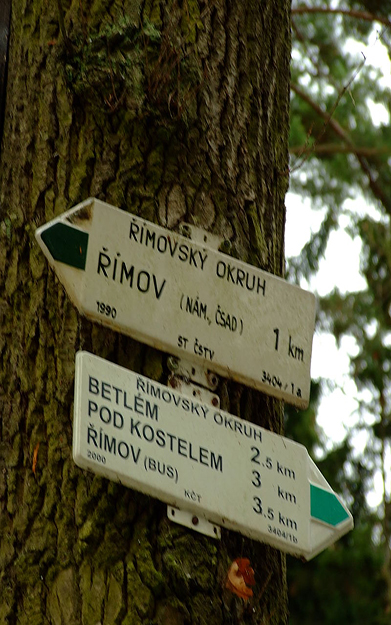 ŘÍMOVSKÝ OKRUH
ŘÍMOV (NÁM, ČSAD) 1 km
1990 ST ČSTV 3404/1a
ŘÍMOVSKÝ OKRUH
BETLÉM 2.5 km
POD KOSTELEM 3 km
ŘÍMOV (BUS) 3.5 km
2000 KČT 3404/1b